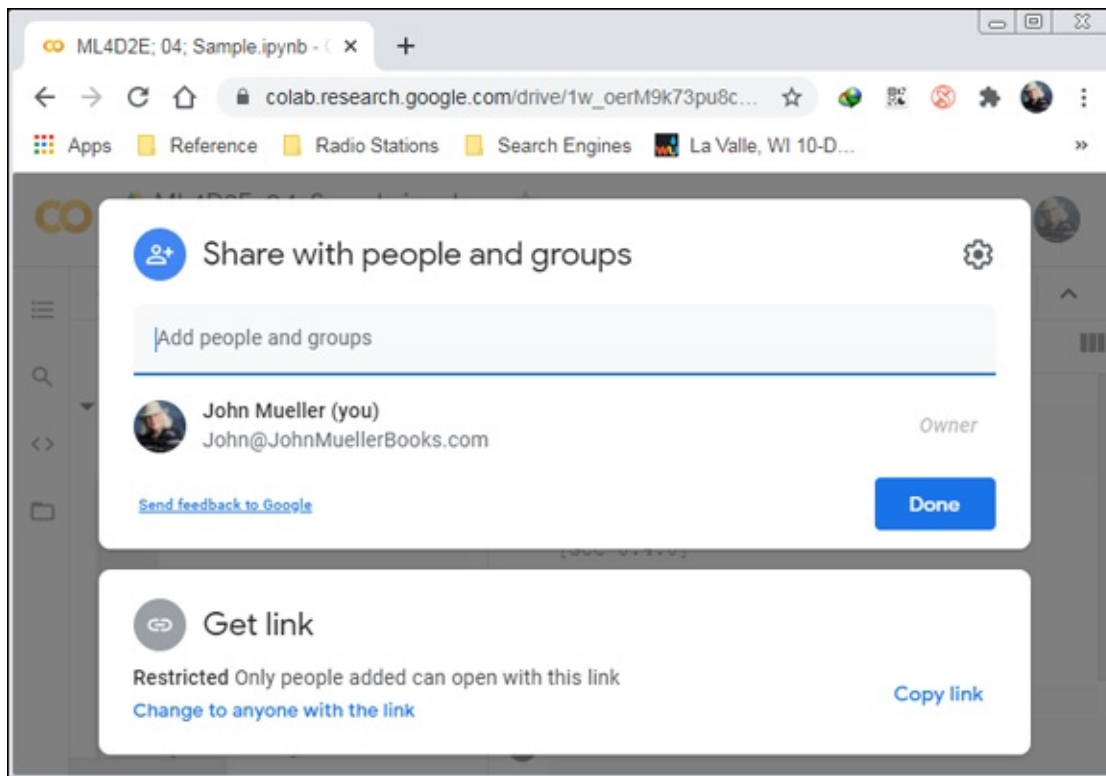 ML4D2E; 04; Sample.ipynb -
colab.research.google.com/drive/1w_oerM9k73pu8c...
Apps Reference Radio Stations Search Engines La Valle, WI 10-D... »
Share with people and groups
Add people and groups
John Mueller (you)
John@JohnMuellerBooks.com
Owner
Send feedback to Google
Done
Get link
Restricted Only people added can open with this link
Change to anyone with the link
Copy link